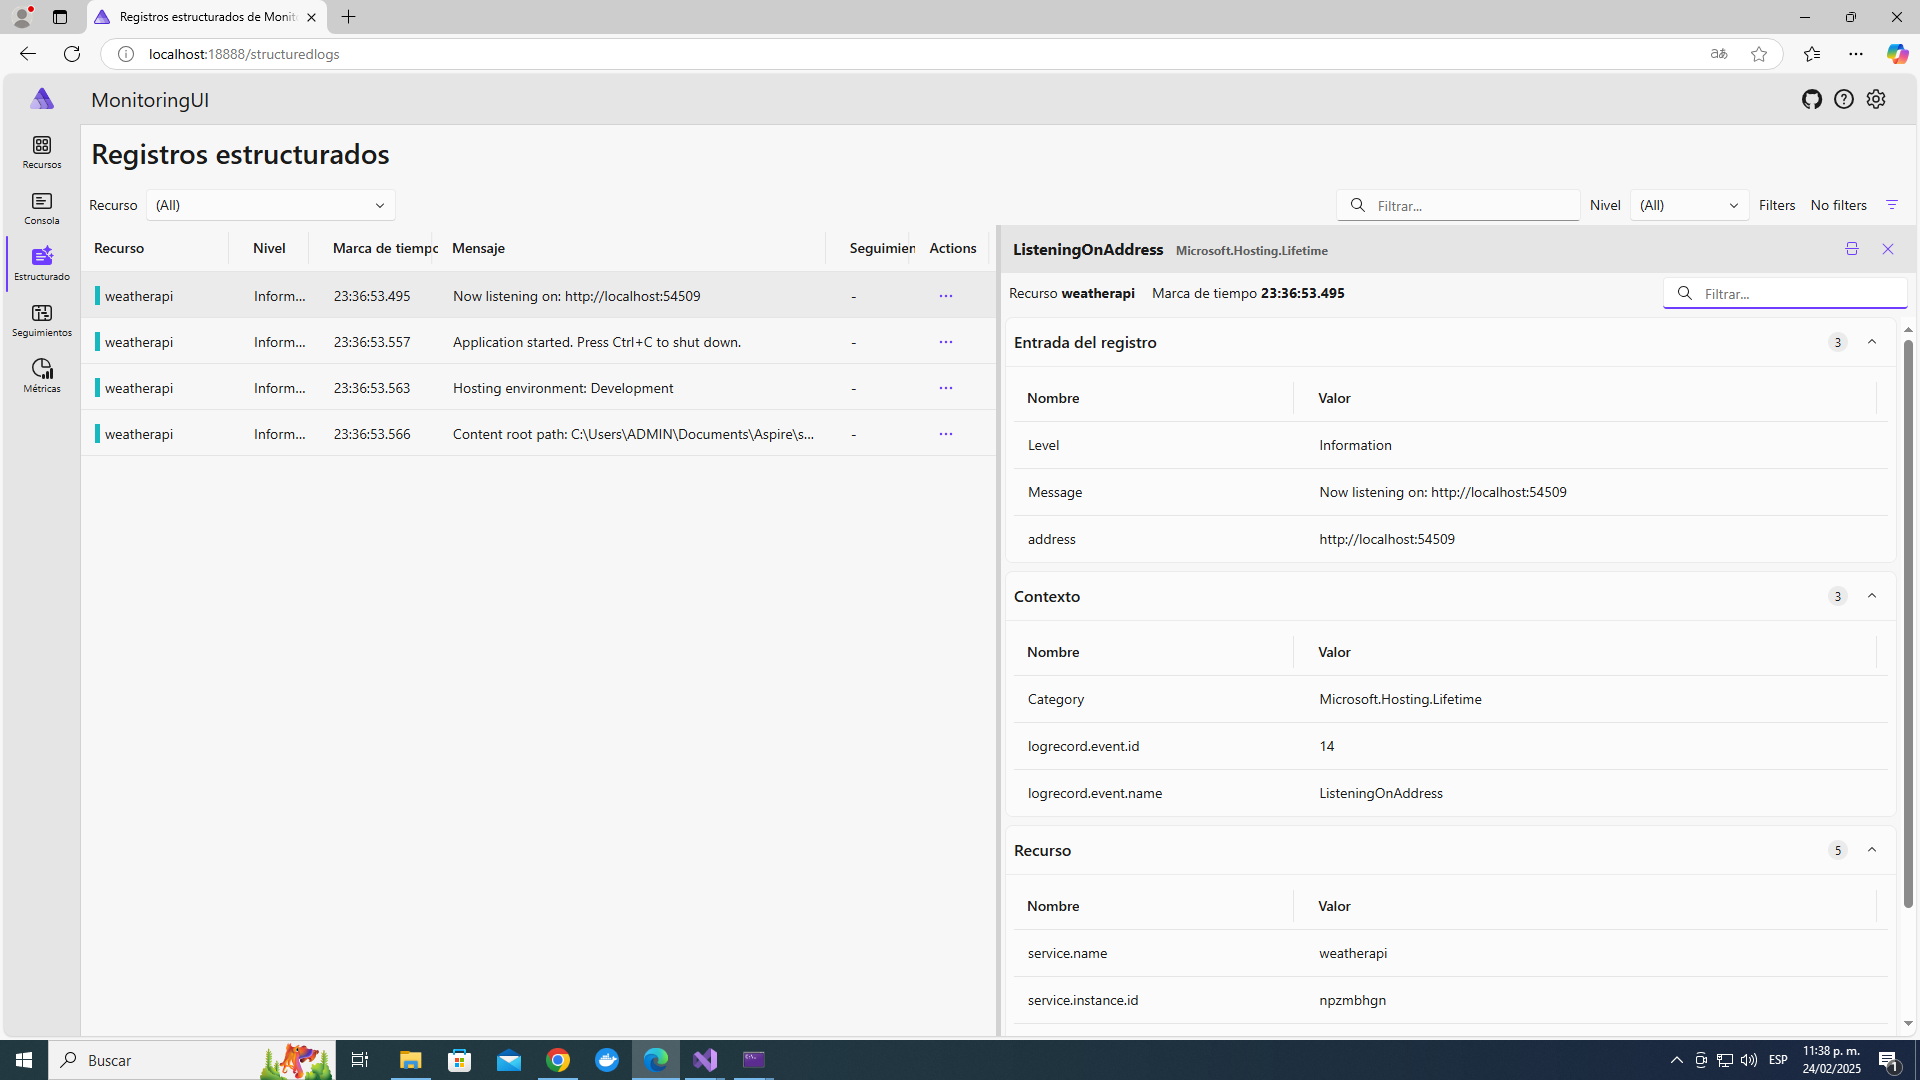 Registros estructurados de Monit
localhost:18888/structuredlogs
aあ
MonitoringUI
Recursos
Consola
Estructurado
Seguimientos
Métricas
Registros estructurados
Recurso (All) Filtrar... Nivel (All) Filters No filters
Recurso Nivel Marca de tiempo Mensaje Seguimien Actions
weatherapi Inform... 23:36:53.495 Now listening on: http://localhost:54509 - ...
weatherapi Inform... 23:36:53.557 Application started. Press Ctrl+C to shut down. - ...
weatherapi Inform... 23:36:53.563 Hosting environment: Development - ...
weatherapi Inform... 23:36:53.566 Content root path: C:\Users\ADMIN\Documents\Aspire\s... - ...
ListeningOnAddress Microsoft.Hosting.Lifetime
Recurso weatherapi Marca de tiempo 23:36:53.495 Filtrar...
Entrada del registro 3
Nombre Valor
Level Information
Message Now listening on: http://localhost:54509
address http://localhost:54509
Contexto 3
Nombre Valor
Category Microsoft.Hosting.Lifetime
logrecord.event.id 14
logrecord.event.name ListeningOnAddress
Recurso 5
Nombre Valor
service.name weatherapi
service.instance.id npzmbhgn
Buscar
ESP
11:38 p. m.
24/02/2025
1